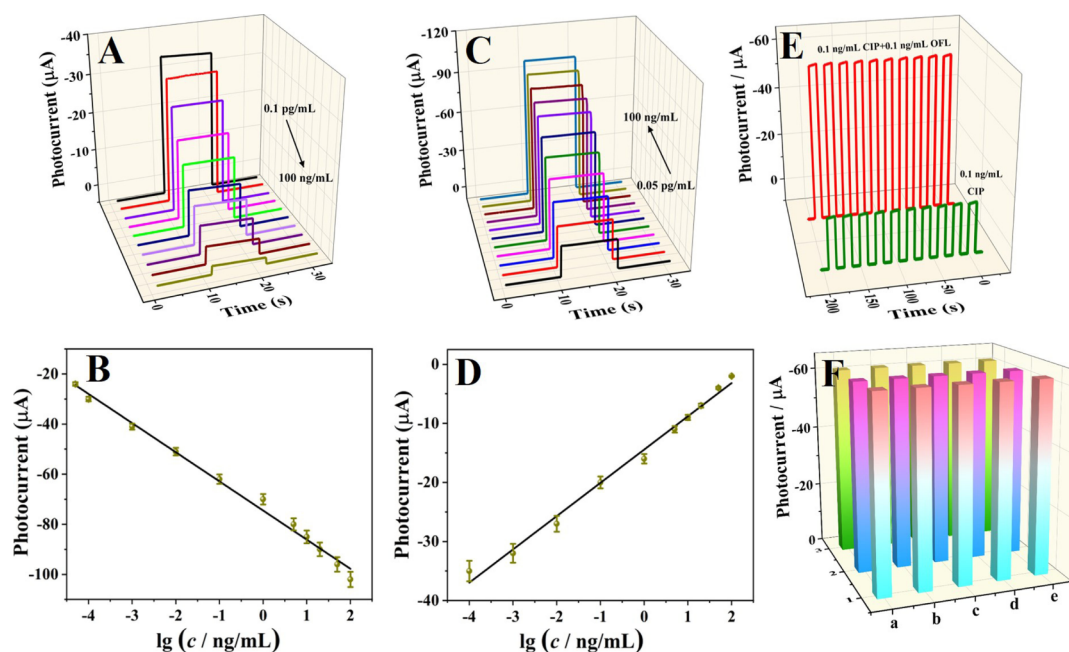 A
Photocurrent (μA)
-40
-30
-20
-10
0
0.1 pg/mL
100 ng/mL
0
10
20
30
Time (s)
C
Photocurrent (μA)
-120
-90
-60
-30
0
100 ng/mL
0.05 pg/mL
0
10
20
30
Time (s)
E
Photocurrent / μA
-60
-40
-20
0
0.1 ng/mL CIP+0.1 ng/mL OFL
0.1 ng/mL
CIP
200
150
100
50
0
Time (s)
B
Photocurrent (μA)
-20
-40
-60
-80
-100
-4
-3
-2
-1
0
1
2
lg (c / ng/mL)
D
Photocurrent (μA)
0
-10
-20
-30
-40
-4
-3
-2
-1
0
1
2
lg (c / ng/mL)
F
Photocurrent / μA
-60
-40
-20
0
3
2
1
a
b
c
d
e